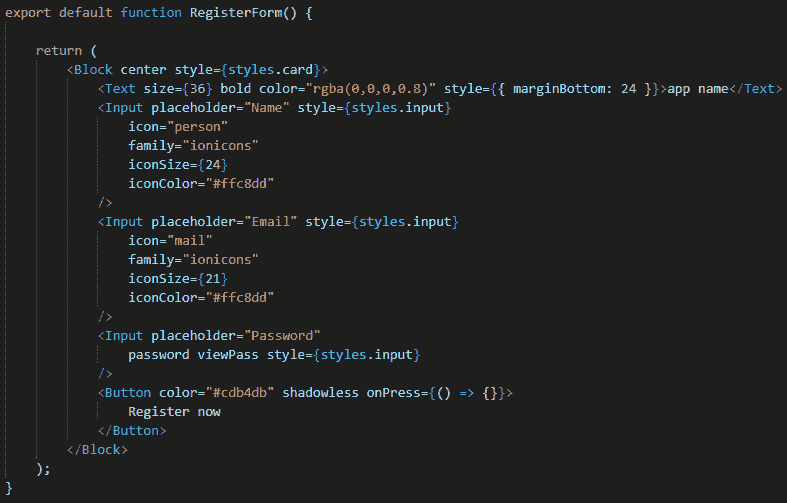 export default function RegisterForm() {
return (
<Block center style={styles.card}>
<Text size={36} bold color="rgba(0,0,0,0.8)" style={{ marginBottom: 24 }}>app name</Text>
<Input placeholder="Name" style={styles.input}
icon="person"
family="ionicons"
iconSize={24}
iconColor="#ffc8dd"
/>
<Input placeholder="Email" style={styles.input}
icon="mail"
family="ionicons"
iconSize={21}
iconColor="#ffc8dd"
/>
<Input placeholder="Password"
password viewPass style={styles.input}
/>
<Button color="#cdb4db" shadowless onPress={() => {}}>
Register now
</Button>
</Block>
);
}